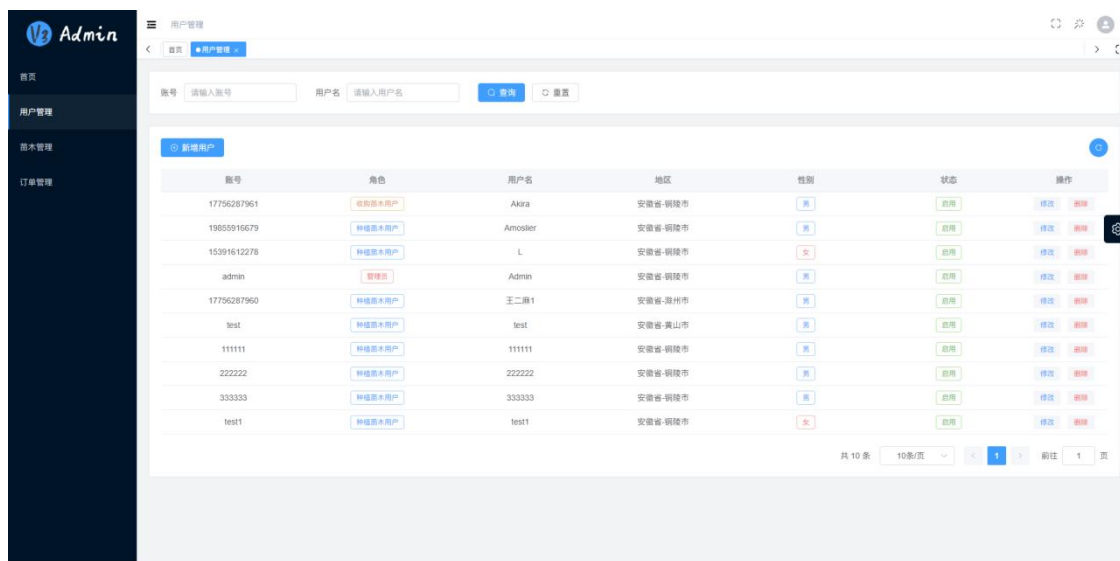 V3 Admin
用户管理
首页 用户管理 ×
首页
用户管理
苗木管理
订单管理
账号 请输入账号 用户名 请输入用户名 查询 重置
新增用户
账号 角色 用户名 地区 性别 状态 操作
17756287961 收购苗木用户 Akira 安徽省-铜陵市 男 启用 修改 删除
19855916679 种植苗木用户 Amoslier 安徽省-铜陵市 男 启用 修改 删除
15391612278 种植苗木用户 L 安徽省-铜陵市 女 启用 修改 删除
admin 管理员 Admin 安徽省-铜陵市 男 启用 修改 删除
17756287960 种植苗木用户 王二麻1 安徽省-滁州市 男 启用 修改 删除
test 种植苗木用户 test 安徽省-黄山市 男 启用 修改 删除
111111 种植苗木用户 111111 安徽省-铜陵市 男 启用 修改 删除
222222 种植苗木用户 222222 安徽省-铜陵市 男 启用 修改 删除
333333 种植苗木用户 333333 安徽省-铜陵市 男 启用 修改 删除
test1 种植苗木用户 test1 安徽省-铜陵市 女 启用 修改 删除
共 10 条 10条/页 < 1 > 前往 1 页